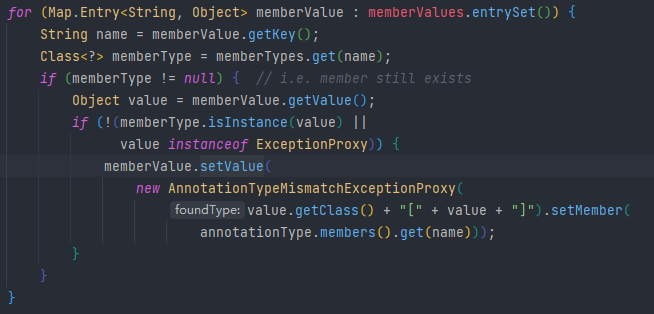 for (Map.Entry<String, Object> memberValue : memberValues.entrySet()) {
    String name = memberValue.getKey();
    Class<?> memberType = memberTypes.get(name);
    if (memberType != null) {  // i.e. member still exists
        Object value = memberValue.getValue();
        if (!(memberType.isInstance(value) ||
              value instanceof ExceptionProxy)) {
            memberValue.setValue(
                new AnnotationTypeMismatchExceptionProxy(
                    foundType: value.getClass() + "[" + value + "]").setMember(
                        annotationType.members().get(name)));
        }
    }
}